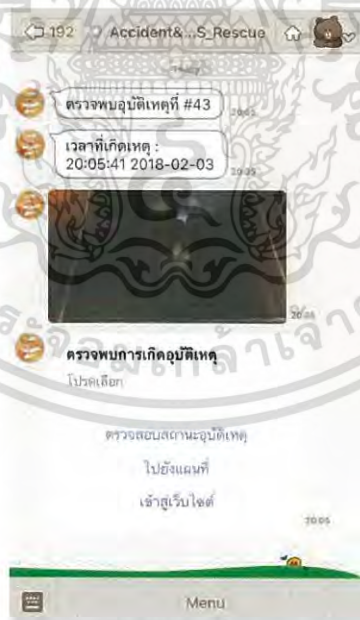 192 Accident&...S_Rescue
Today
ตรวจพบอุบัติเหตุที่ #43
20:05
เวลาที่เกิดเหตุ :
20:05:41 2018-02-03
20:05
20:05
ตรวจพบการเกิดอุบัติเหตุ
โปรดเลือก
ตรวจสอบสถานะอุบัติเหตุ
ไปยังแผนที่
เข้าสู่เว็บไซต์
20:05
Menu